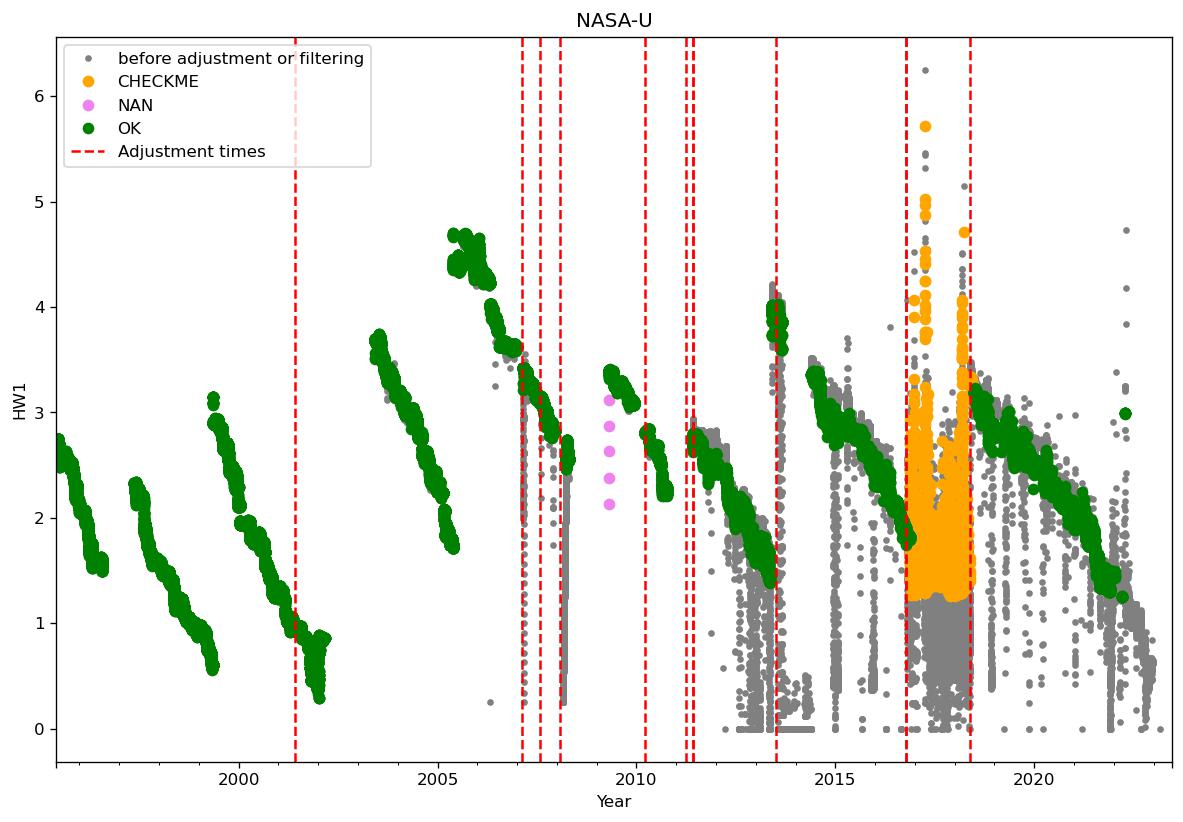 NASA-U
before adjustment or filtering
CHECKME
NAN
OK
Adjustment times
HW1
6
5
4
3
2
1
0
2000 2005 2010 2015 2020
Year